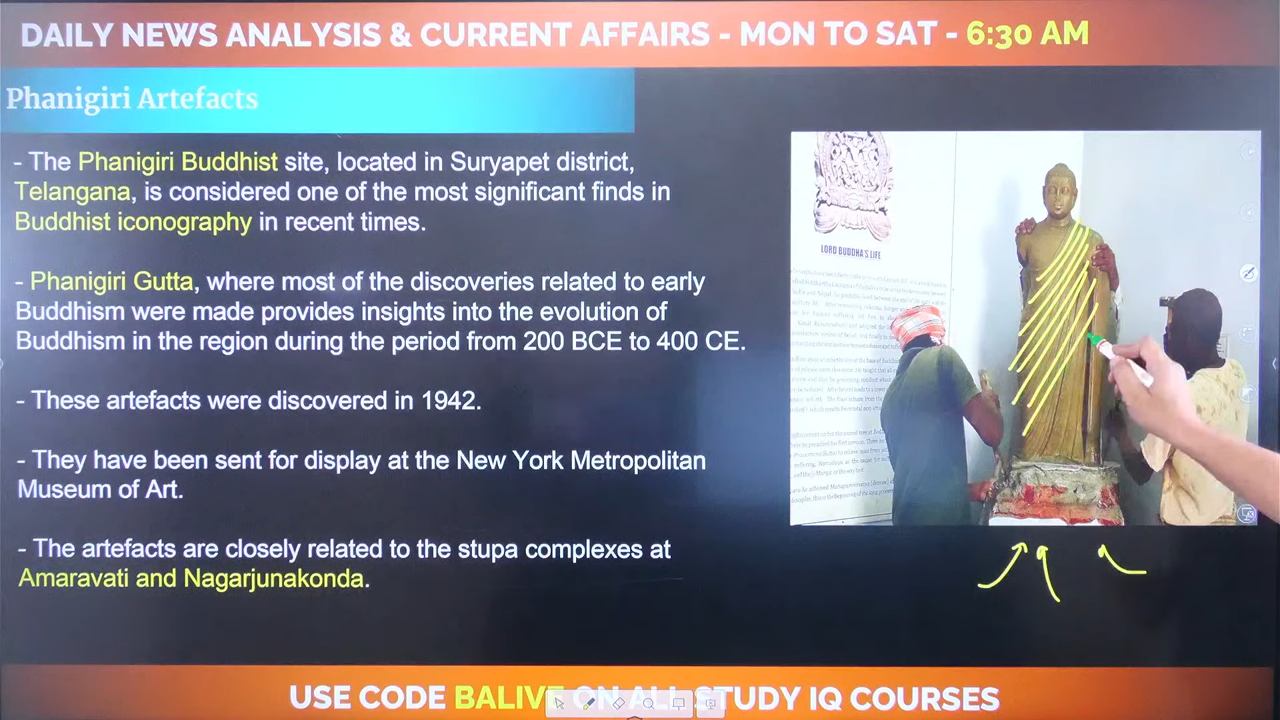 DAILY NEWS ANALYSIS & CURRENT AFFAIRS - MON TO SAT - 6:30 AM
Phanigiri Artefacts
- The Phanigiri Buddhist site, located in Suryapet district,
Telangana, is considered one of the most significant finds in
Buddhist iconography in recent times.
- Phanigiri Gutta, where most of the discoveries related to early
Buddhism were made provides insights into the evolution of
Buddhism in the region during the period from 200 BCE to 400 CE.
- These artefacts were discovered in 1942.
- They have been sent for display at the New York Metropolitan
Museum of Art.
- The artefacts are closely related to the stupa complexes at
Amaravati and Nagarjunakonda.
LORD BUDDHA'S LIFE
USE CODE BALIVE ON ALL STUDY IQ COURSES